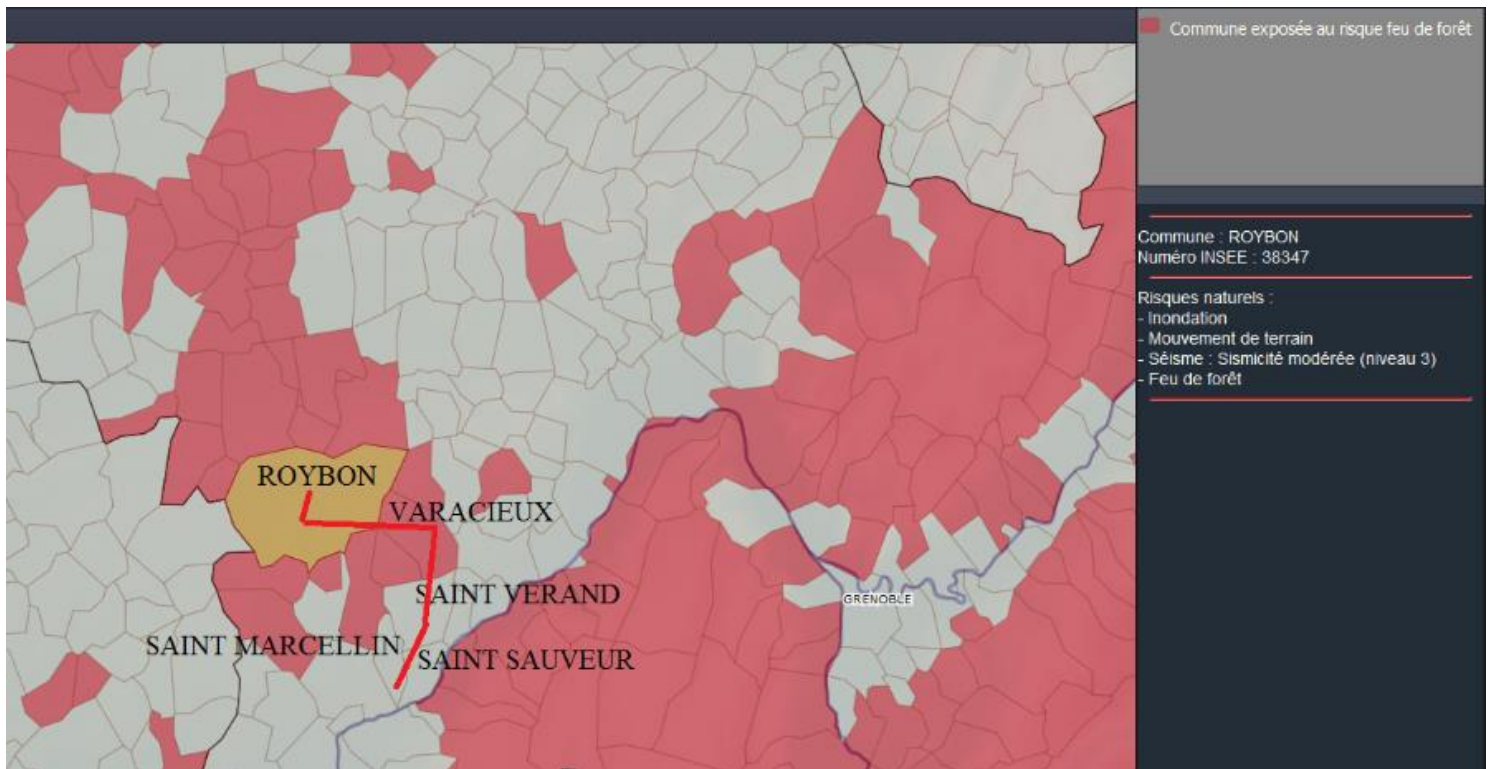 Commune exposée au risque feu de forêt
Commune : ROYBON
Numéro INSEE : 38347
Risques naturels :
- Inondation
- Mouvement de terrain
- Séisme : Sismicité modérée (niveau 3)
- Feu de forêt
ROYBON
VARACIEUX
SAINT VERAND
GRENOBLE
SAINT MARCELLIN
SAINT SAUVEUR